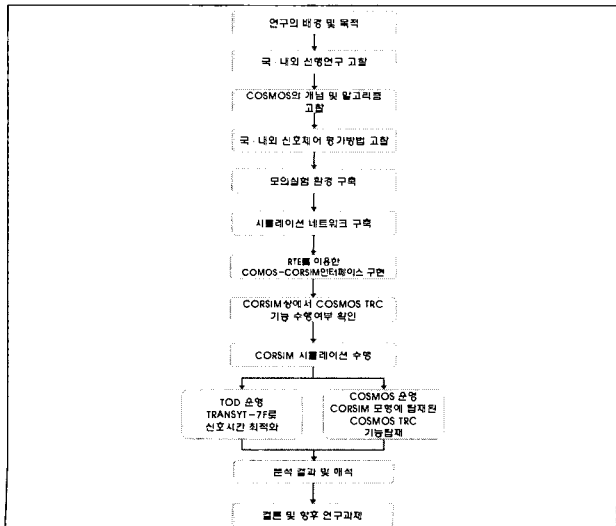 연구의 배경 및 목적
국·내외 선행연구 고찰
COSMOS의 개념 및 알고리즘
고찰
국·내외 신호제어 평가방법 고찰
모의실험 환경 구축
시뮬레이션 네트워크 구축
RTE를 이용한
COMOS-CORSIM인터페이스 구현
CORSIM상에서 COSMOS TRC
기능 수행여부 확인
CORSIM 시뮬레이션 수행
TOD 운영
TRANSYT-7F로
신호시간 최적화
COSMOS 운영
CORSIM 모형에 탑재된
COSMOS TRC
기능탑재
분석 결과 및 해석
결론 및 향후 연구과제